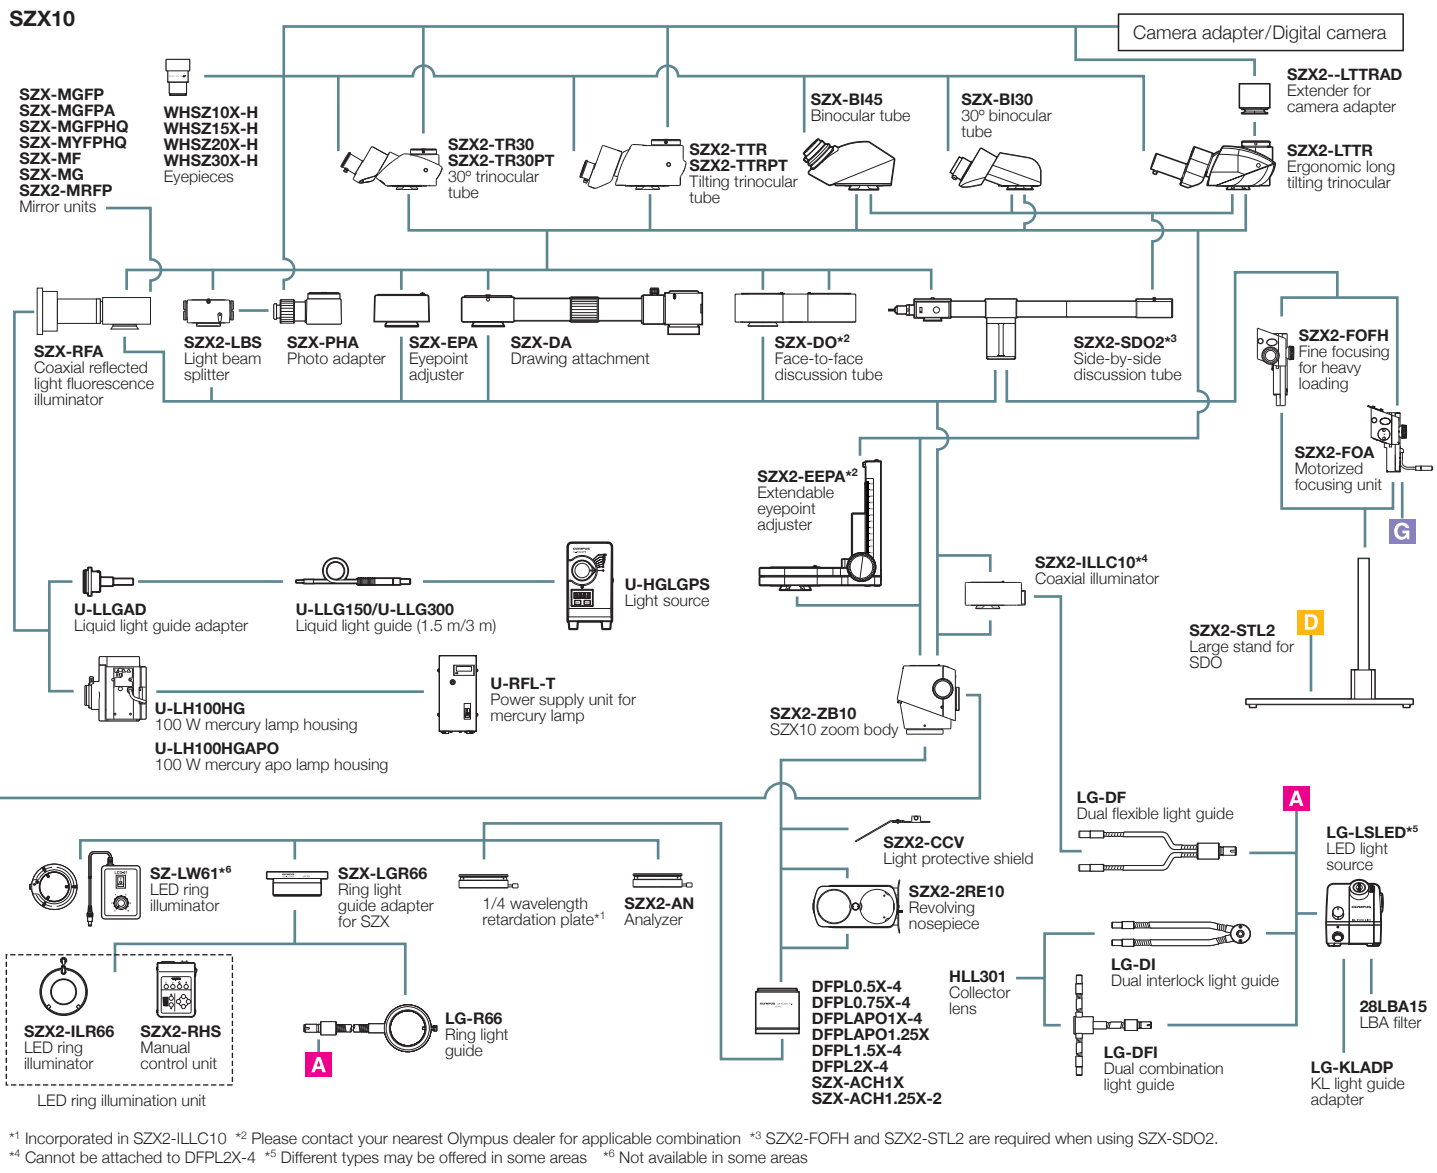 SZX10
Camera adapter/Digital camera
SZX-MGFP
SZX-MGFPA
SZX-MGFPHQ
SZX-MYFPHQ
SZX-MF
SZX-MG
SZX2-MRFP
Mirror units
WHSZ10X-H
WHSZ15X-H
WHSZ20X-H
WHSZ30X-H
Eyepieces
SZX2-TR30
SZX2-TR30PT
30º trinocular
tube
SZX2-TTR
SZX2-TTRPT
Tilting trinocular
tube
SZX-BI45
Binocular tube
SZX-BI30
30º binocular
tube
SZX2--LTTRAD
Extender for
camera adapter
SZX2-LTTR
Ergonomic long
tilting trinocular
SZX-RFA
Coaxial reflected
light fluorescence
illuminator
SZX2-LBS
Light beam
splitter
SZX-PHA
Photo adapter
SZX-EPA
Eyepoint
adjuster
SZX-DA
Drawing attachment
SZX-DO*2
Face-to-face
discussion tube
SZX2-SDO2*3
Side-by-side
discussion tube
SZX2-FOFH
Fine focusing
for heavy
loading
SZX2-FOA
Motorized
focusing unit
G
SZX2-EEPA*2
Extendable
eyepoint
adjuster
SZX2-ILLC10*4
Coaxial illuminator
U-LLGAD
Liquid light guide adapter
U-LLG150/U-LLG300
Liquid light guide (1.5 m/3 m)
OLYMPUS
U-HGLGPS
Light source
SZX2-STL2
Large stand for
SDO
D
U-LH100HG
100 W mercury lamp housing
U-LH100HGAPO
100 W mercury apo lamp housing
U-RFL-T
Power supply unit for
mercury lamp
SZX2-ZB10
SZX10 zoom body
LG-DF
Dual flexible light guide
A
LG-LSLED*5
LED light
source
SZX2-CCV
Light protective shield
SZ-LW61*6
LED ring
illuminator
SZX-LGR66
Ring light
guide adapter
for SZX
1/4 wavelength
retardation plate*1
SZX2-AN
Analyzer
SZX2-2RE10
Revolving
nosepiece
OLYMPUS
LG-DI
Dual interlock light guide
HLL301
Collector
lens
SZX2-ILR66
LED ring
illuminator
SZX2-RHS
Manual
control unit
LED ring illumination unit
LG-R66
Ring light
guide
A
OLYMPUS
DFPL0.5X-4
DFPL0.75X-4
DFPLAPO1X-4
DFPLAPO1.25X
DFPL1.5X-4
DFPL2X-4
SZX-ACH1X
SZX-ACH1.25X-2
LG-DFI
Dual combination
light guide
28LBA15
LBA filter
LG-KLADP
KL light guide
adapter
*1 Incorporated in SZX2-ILLC10 *2 Please contact your nearest Olympus dealer for applicable combination *3 SZX2-FOFH and SZX2-STL2 are required when using SZX-SDO2.
*4 Cannot be attached to DFPL2X-4 *5 Different types may be offered in some areas *6 Not available in some areas